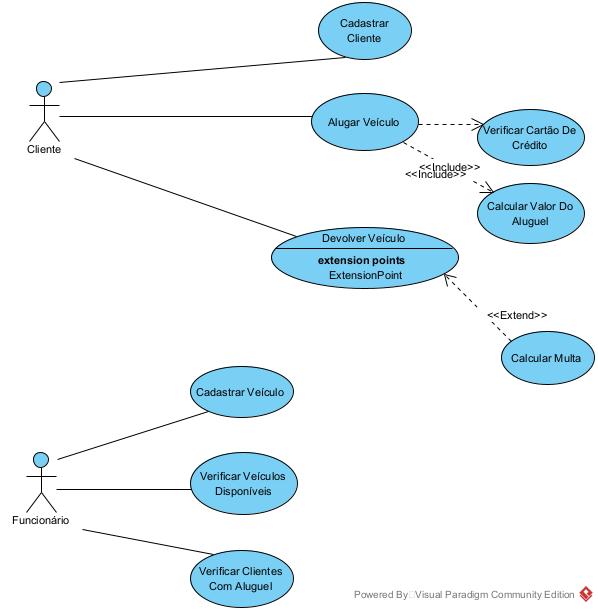 Cadastrar
Cliente
Alugar Veículo
Verificar Cartão De
Crédito
Cliente
<<Include>>
<<Include>>
Calcular Valor Do
Aluguel
Devolver Veículo
extension points
ExtensionPoint
<<Extend>>
Calcular Multa
Cadastrar Veículo
Verificar Veículos
Disponíveis
Funcionário
Verificar Clientes
Com Aluguel
Powered By Visual Paradigm Community Edition